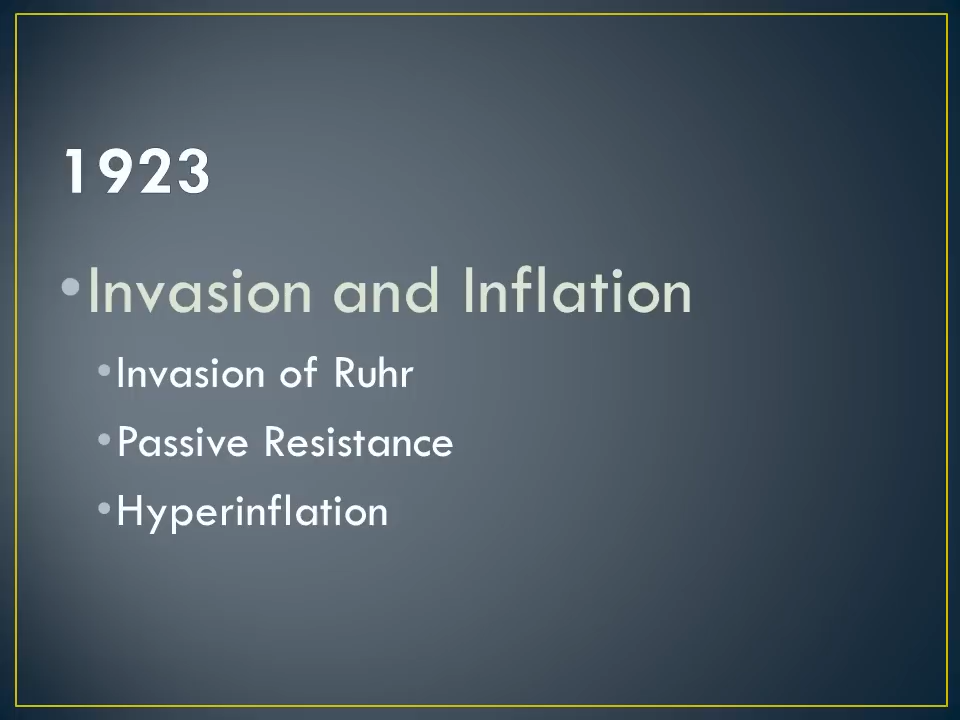 1923
•Invasion and Inflation
•Invasion of Ruhr
•Passive Resistance
•Hyperinflation